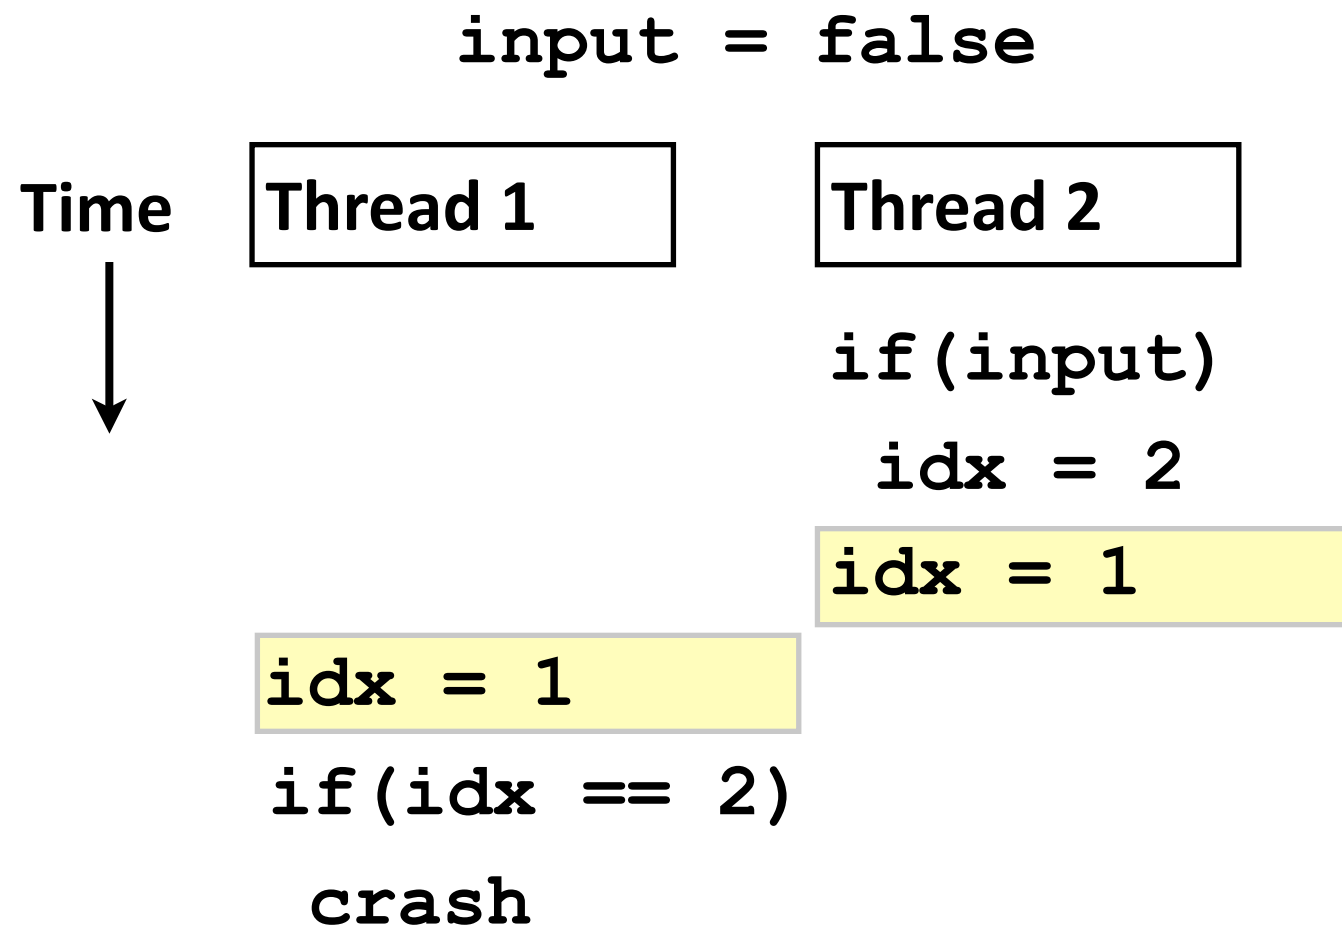 input = false
Time
Thread 1
Thread 2
if(input)
idx = 2
idx = 1
idx = 1
if(idx == 2)
crash